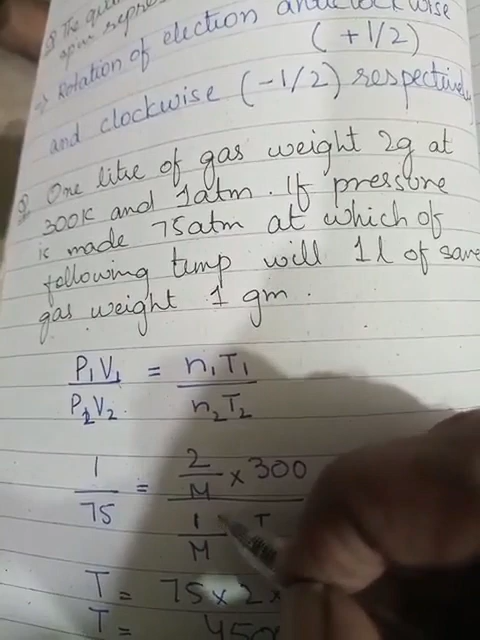 Q) The
spin
→ Rotation of election anticlockwise
(+1/2)
and clockwise (-1/2) respectively
Q) One litre of gas weight 2g at
300K and 1atm. If pressure
is made 75atm at which of
following temp will 1l of same
gas weight 1 gm.
P₁V₁ / P₂V₂ = n₁T₁ / n₂T₂
1 / 75 = (2/M × 300) / (1/M T)
T = 75 × 2 ×
T = 450